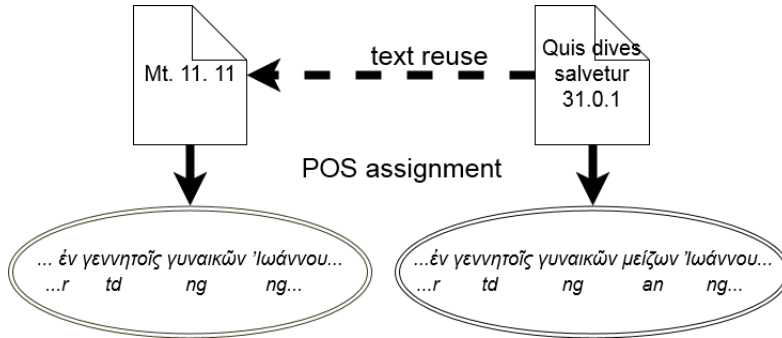 Mt. 11. 11
text reuse
Quis dives
salvetur
31.0.1
POS assignment
... ἐν γεννητοῖς γυναικῶν Ἰωάννου...
...r td ng ng...
...ἐν γεννητοῖς γυναικῶν μείζων Ἰωάννου...
...r td ng an ng...